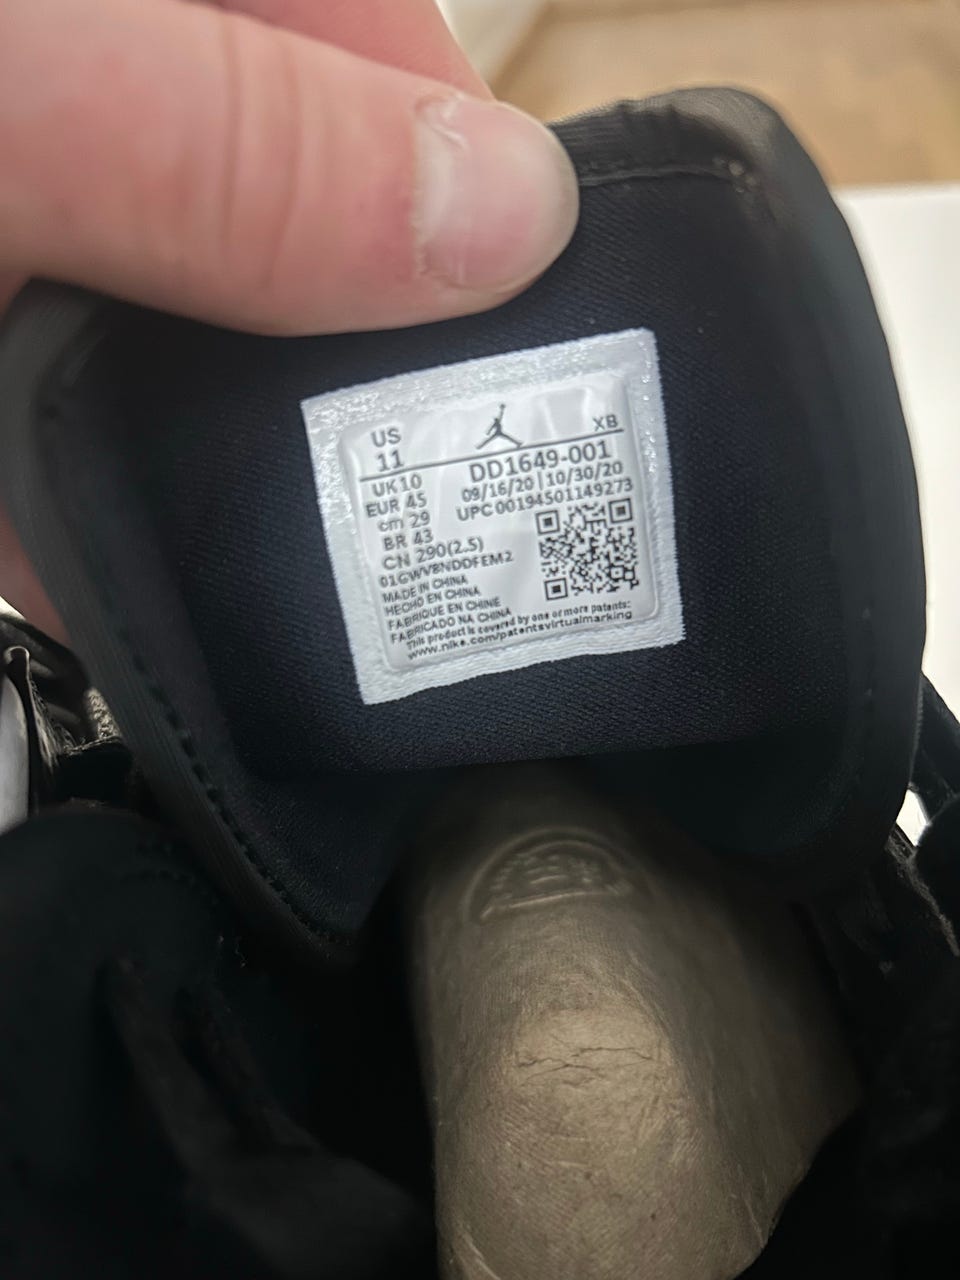 US
11
XB
DD1649-001
09/16/20 | 10/30/20
UPC 00194501149273
UK 10
EUR 45
cm 29
BR 43
CN 290(2.5)
01GWV8NDDFEM2
MADE IN CHINA
HECHO EN CHINA
FABRIQUE EN CHINE
FABRICADO NA CHINA
This product is covered by one or more patents:
www.nike.com/patentsvirtualmarking